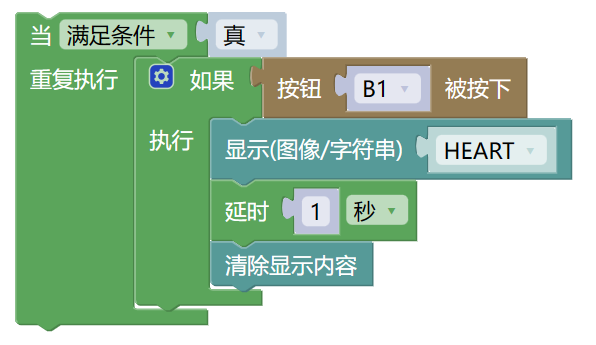 当 满足条件 真
重复执行 如果 按钮 B1 被按下
执行 显示(图像/字符串) HEART
延时 1 秒
清除显示内容